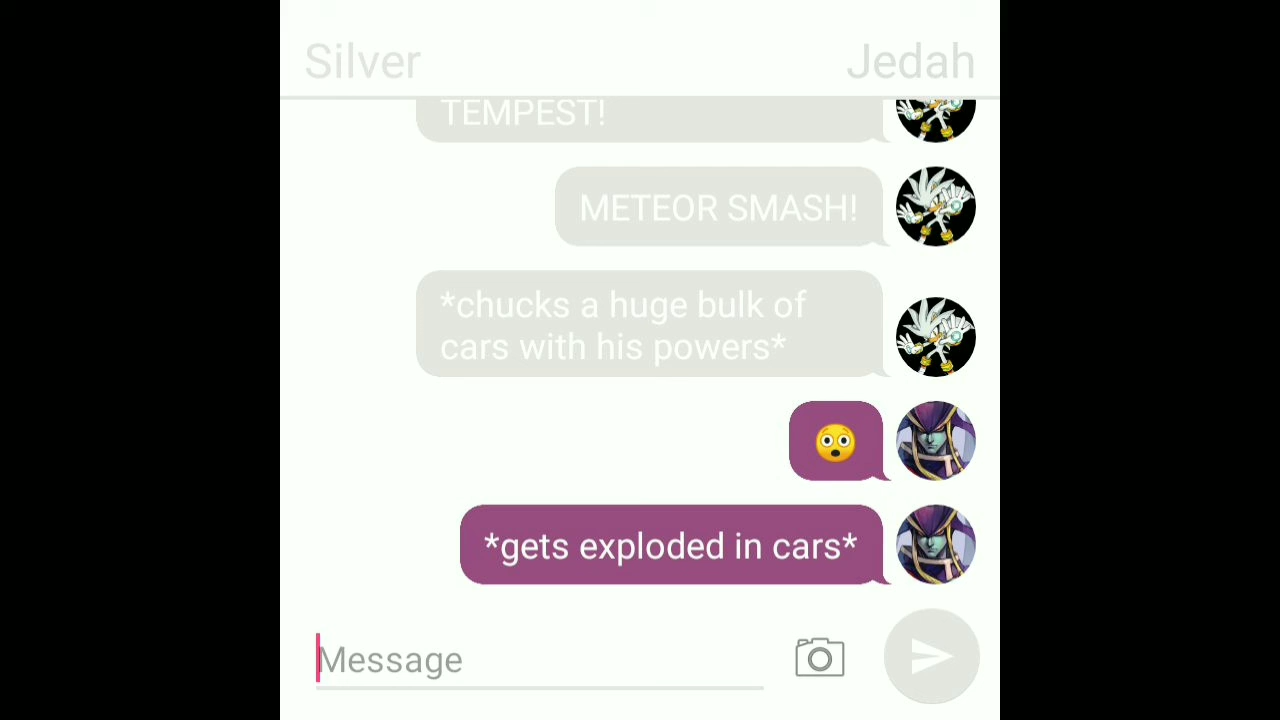 Silver Jedah
TEMPEST!
METEOR SMASH!
*chucks a huge bulk of
cars with his powers*
😲
*gets exploded in cars*
Message